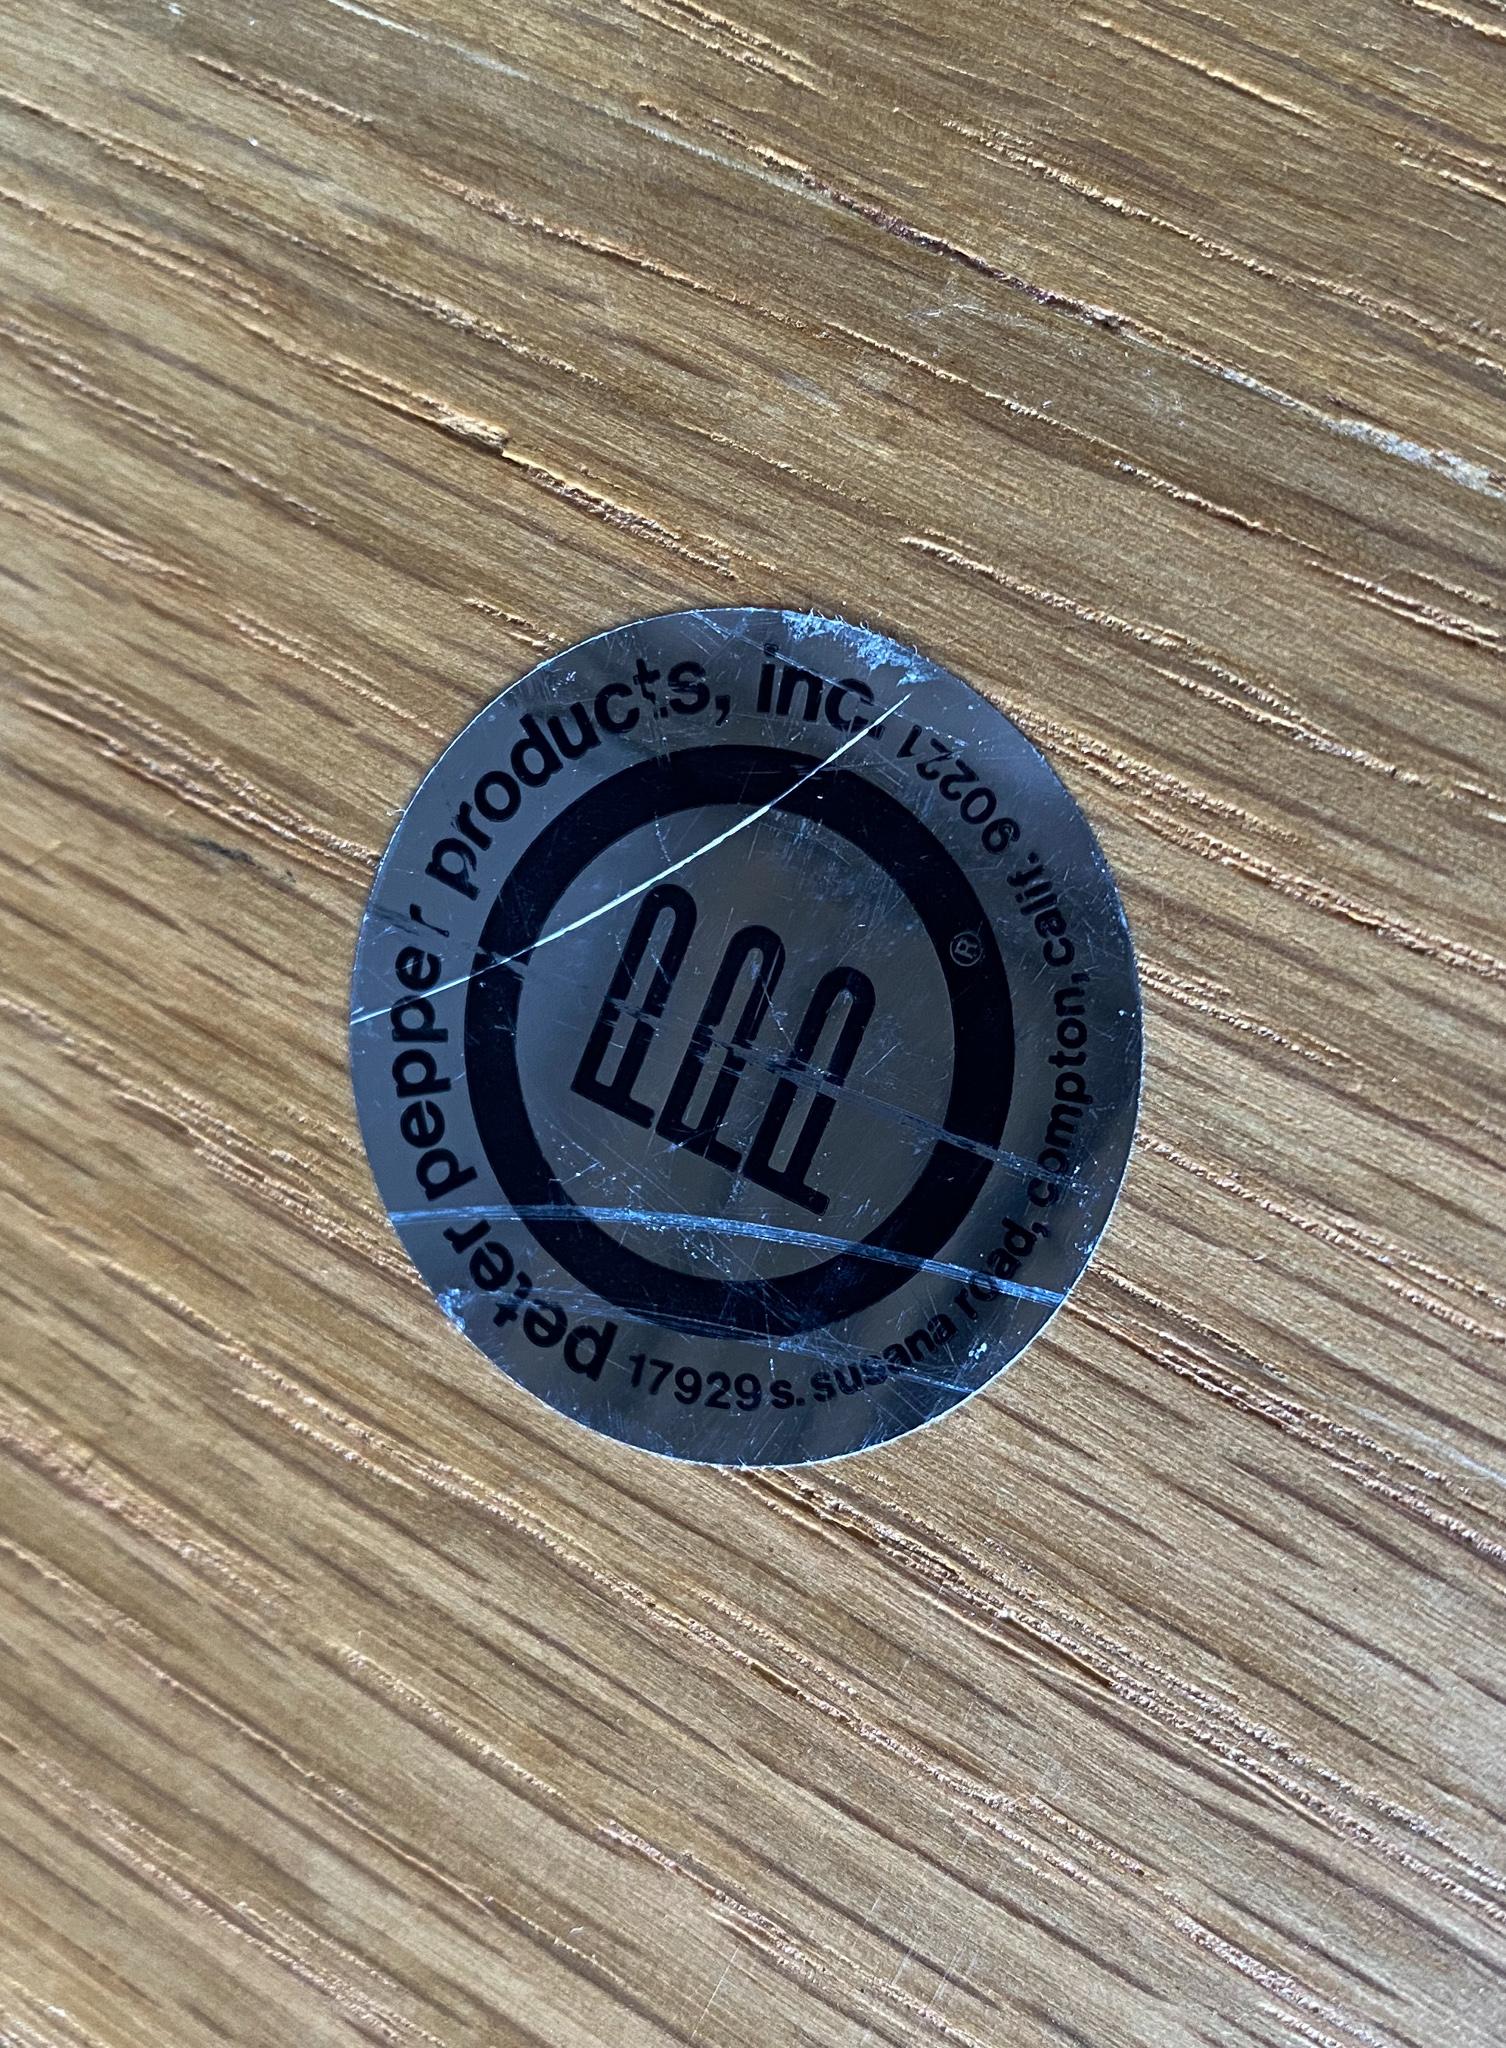 peter pepper products, inc.
17929 s. susana road, compton, calif. 90221
PPP
®